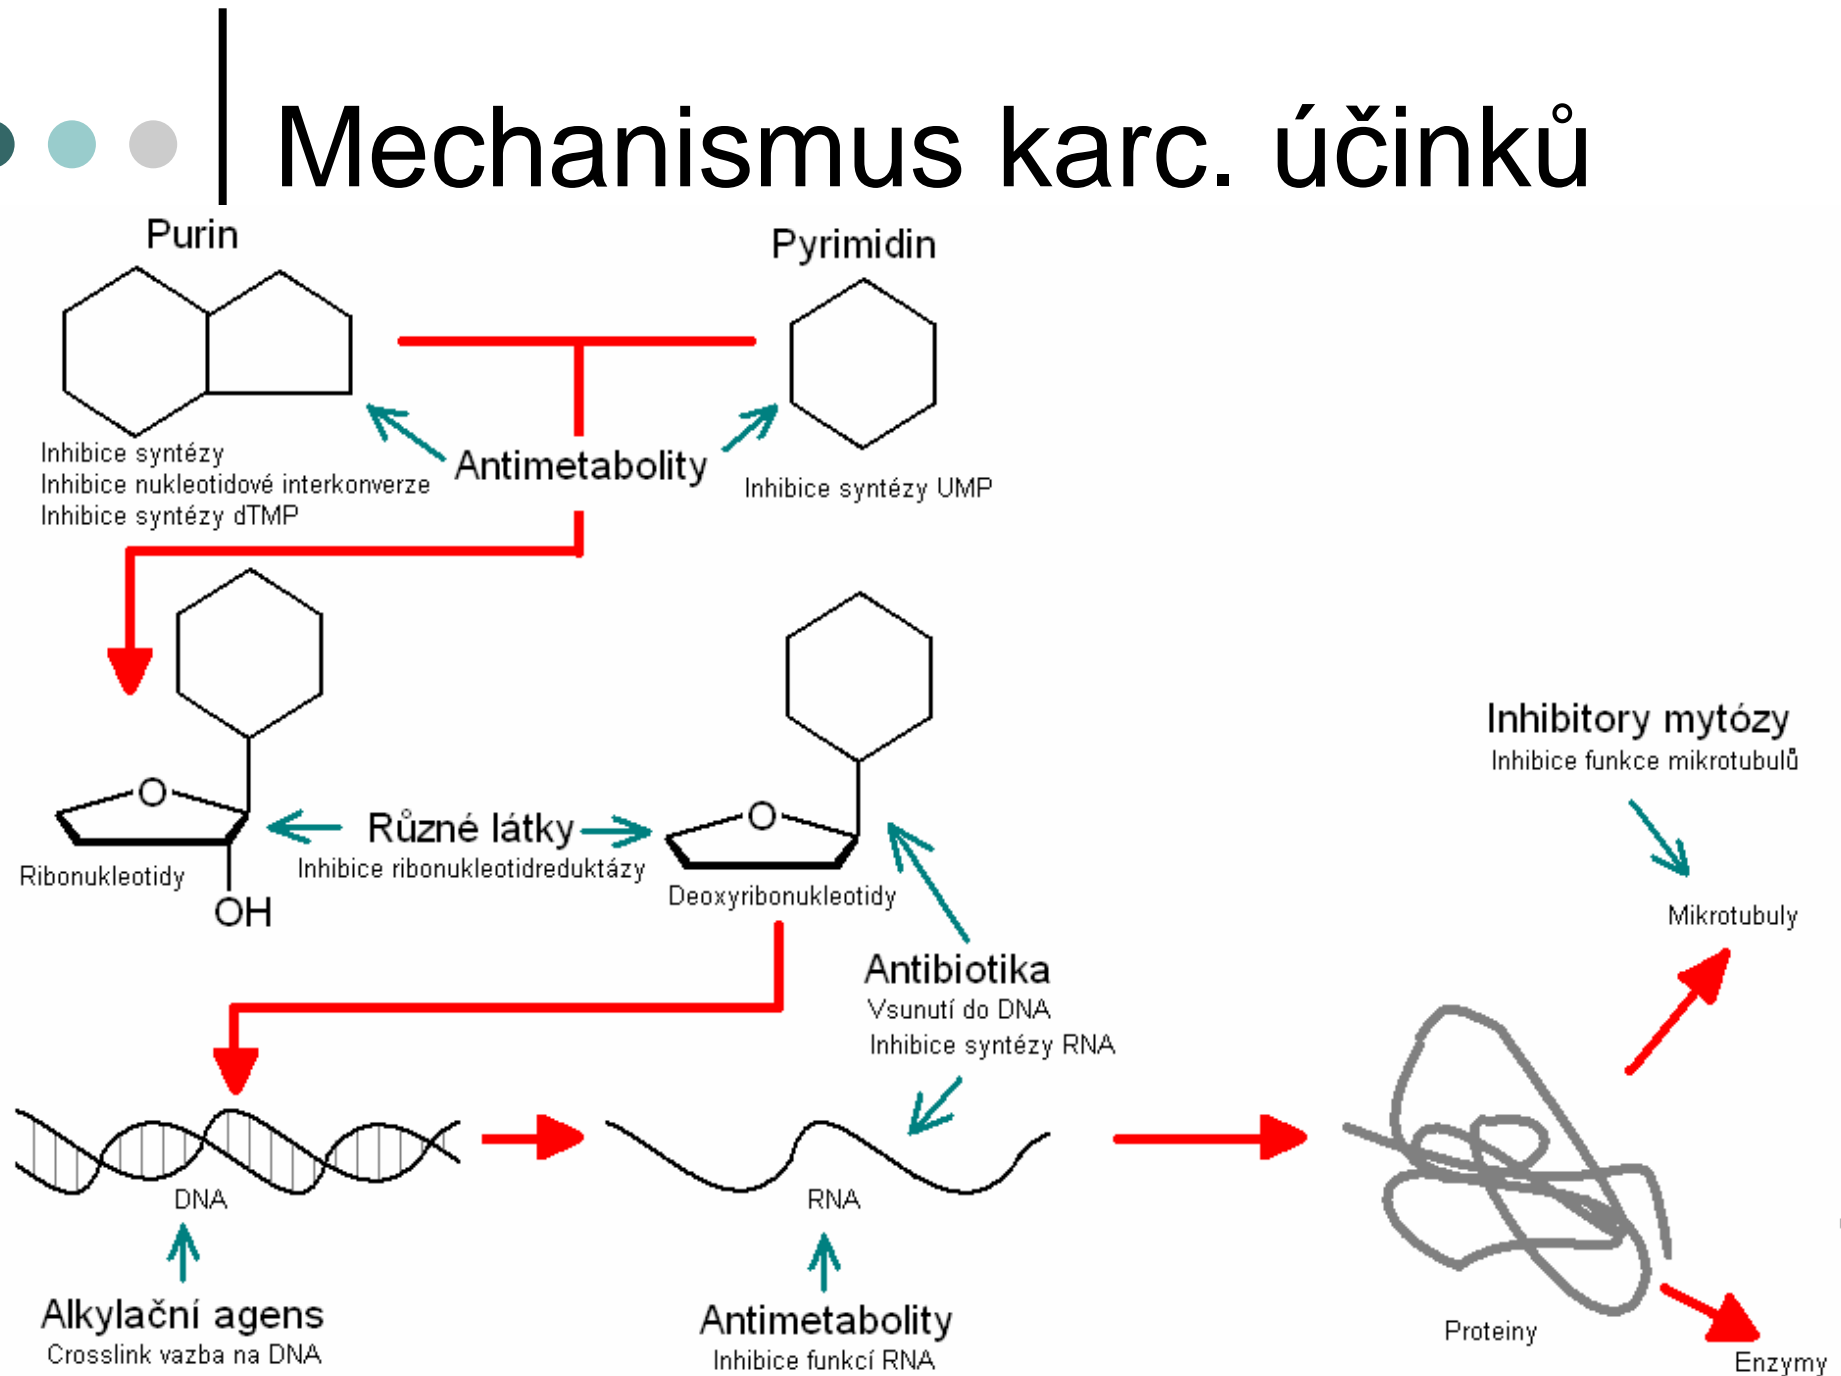 Mechanismus karc. účinků
Purin
Pyrimidin
Inhibice syntézy
Inhibice nukleotidové interkonverze
Inhibice syntézy dTMP
Antimetabolity
Inhibice syntézy UMP
O
Ribonukleotidy
OH
Různé látky
Inhibice ribonukleotidreduktázy
O
Deoxyribonukleotidy
Inhibitory mytózy
Inhibice funkce mikrotubulů
Mikrotubuly
Antibiotika
Vsunutí do DNA
Inhibice syntézy RNA
DNA
RNA
Alkylační agens
Crosslink vazba na DNA
Antimetabolity
Inhibice funkcí RNA
Proteiny
Enzymy